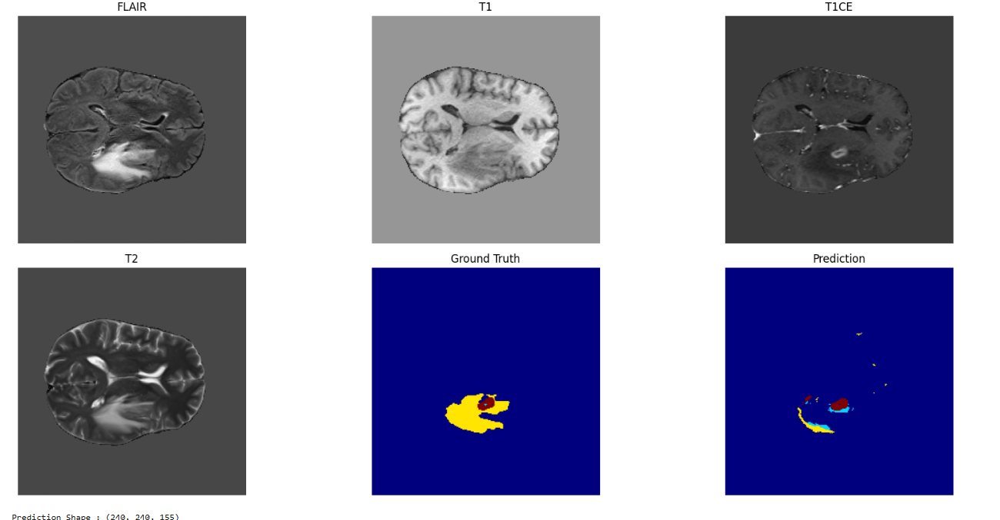 FLAIR
T1
T1CE
T2
Ground Truth
Prediction
Prediction Shape : (240, 240, 155)